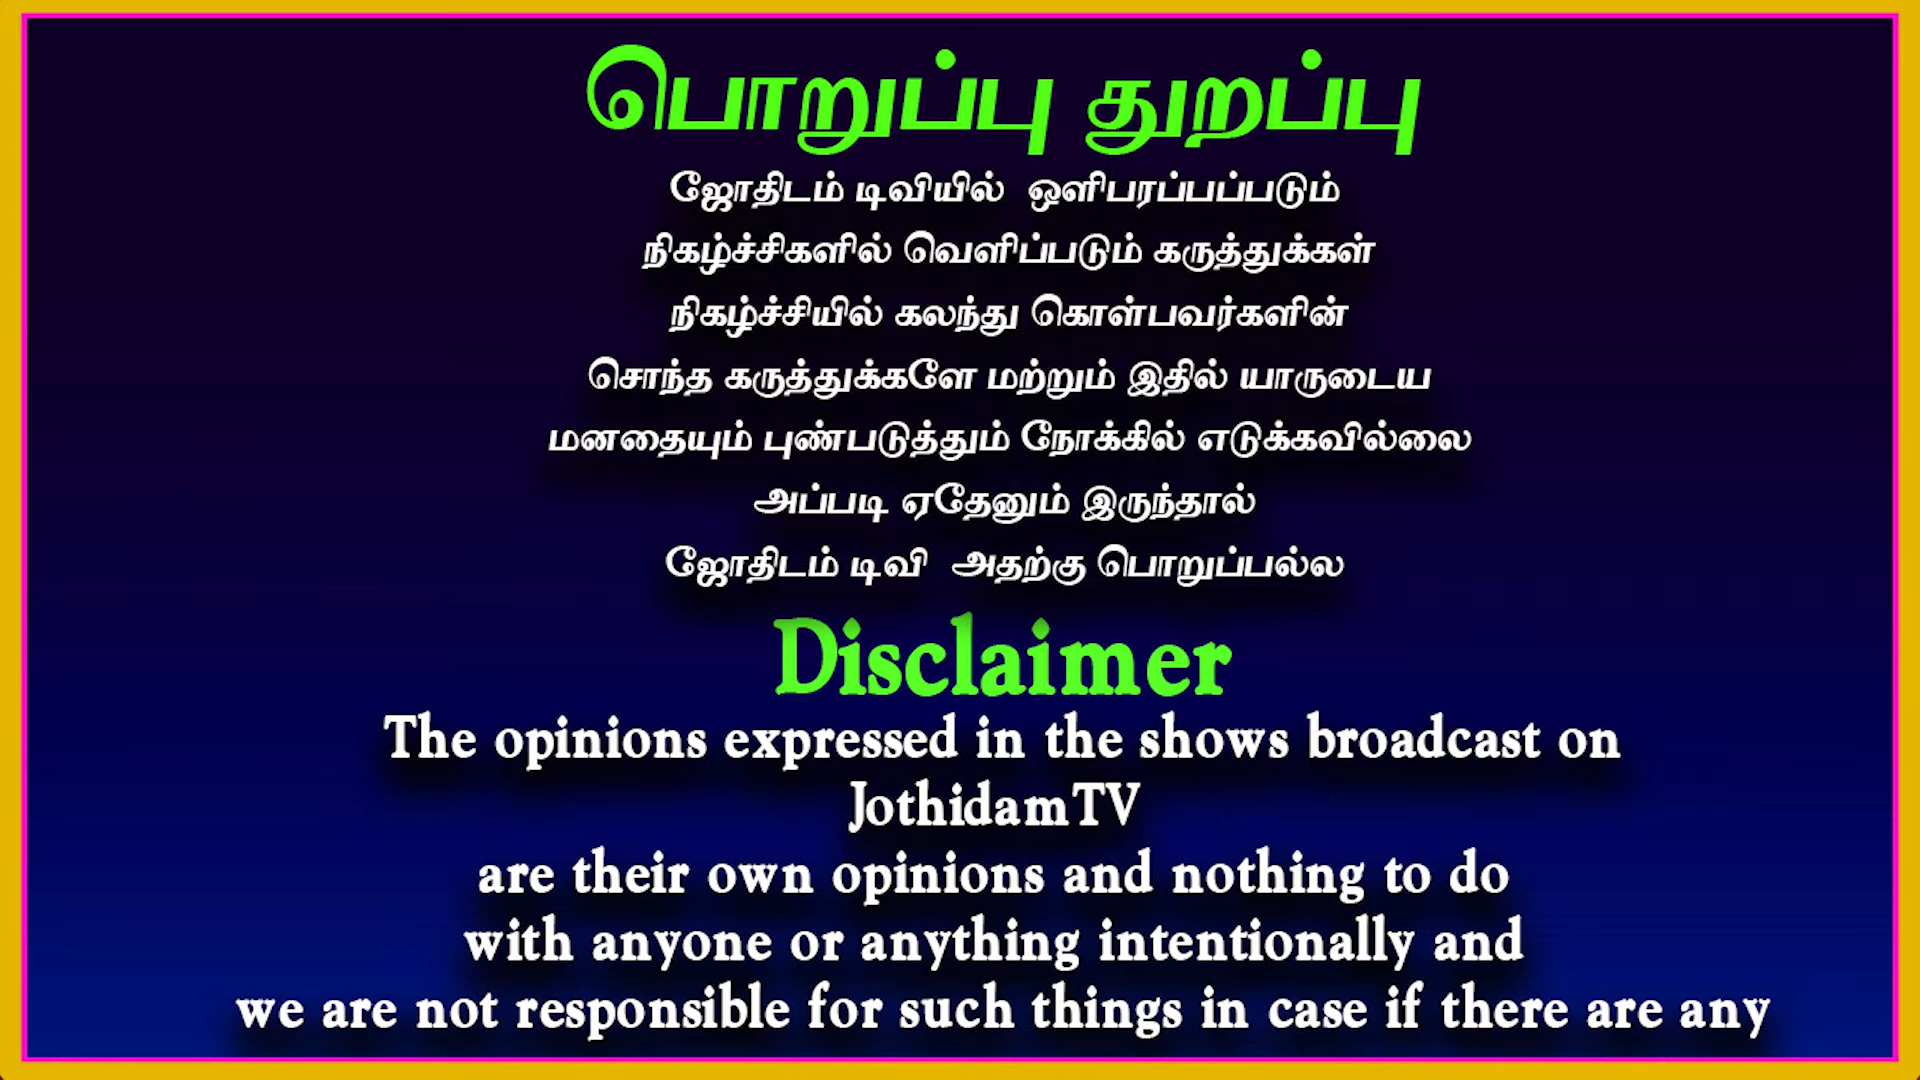 பொறுப்பு துறப்பு
ஜோதிடம் டிவியில் ஒளிபரப்பப்படும்
நிகழ்ச்சிகளில் வெளிப்படும் கருத்துக்கள்
நிகழ்ச்சியில் கலந்து கொள்பவர்களின்
சொந்த கருத்துக்களே மற்றும் இதில் யாருடைய
மனதையும் புண்படுத்தும் நோக்கில் எடுக்கவில்லை
அப்படி ஏதேனும் இருந்தால்
ஜோதிடம் டிவி அதற்கு பொறுப்பல்ல
Disclaimer
The opinions expressed in the shows broadcast on
JothidamTV
are their own opinions and nothing to do
with anyone or anything intentionally and
we are not responsible for such things in case if there are any